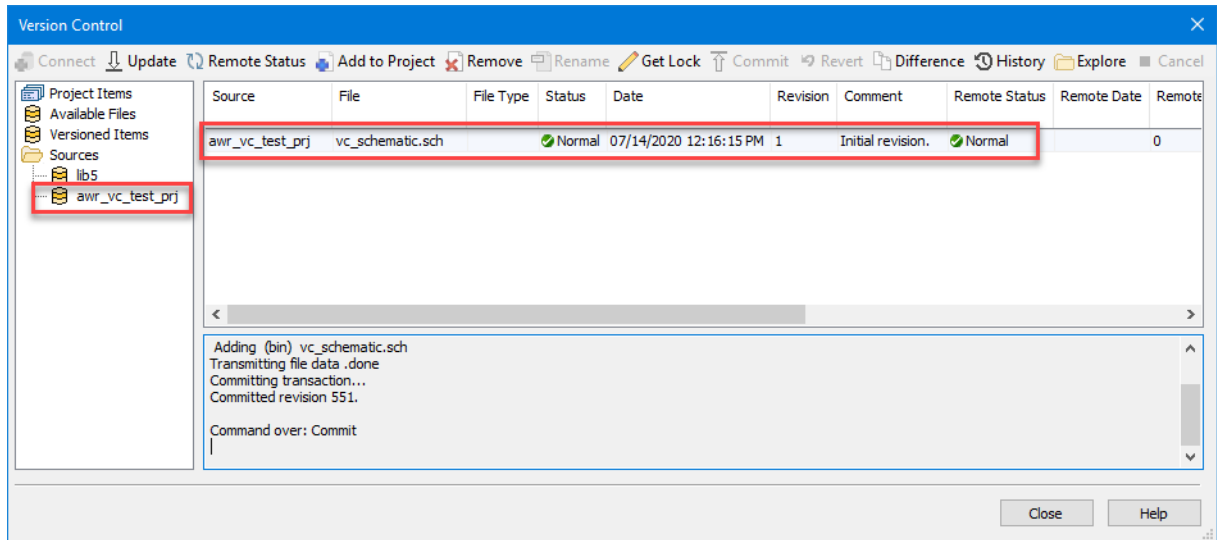 Version Control
Connect Update Remote Status Add to Project Remove Rename Get Lock Commit Revert Difference History Explore Cancel
Project Items
Available Files
Versioned Items
Sources
lib5
awr_vc_test_prj
Source File File Type Status Date Revision Comment Remote Status Remote Date Remote
awr_vc_test_prj vc_schematic.sch Normal 07/14/2020 12:16:15 PM 1 Initial revision. Normal 0
Adding (bin) vc_schematic.sch
Transmitting file data .done
Committing transaction...
Committed revision 551.
Command over: Commit
Close Help